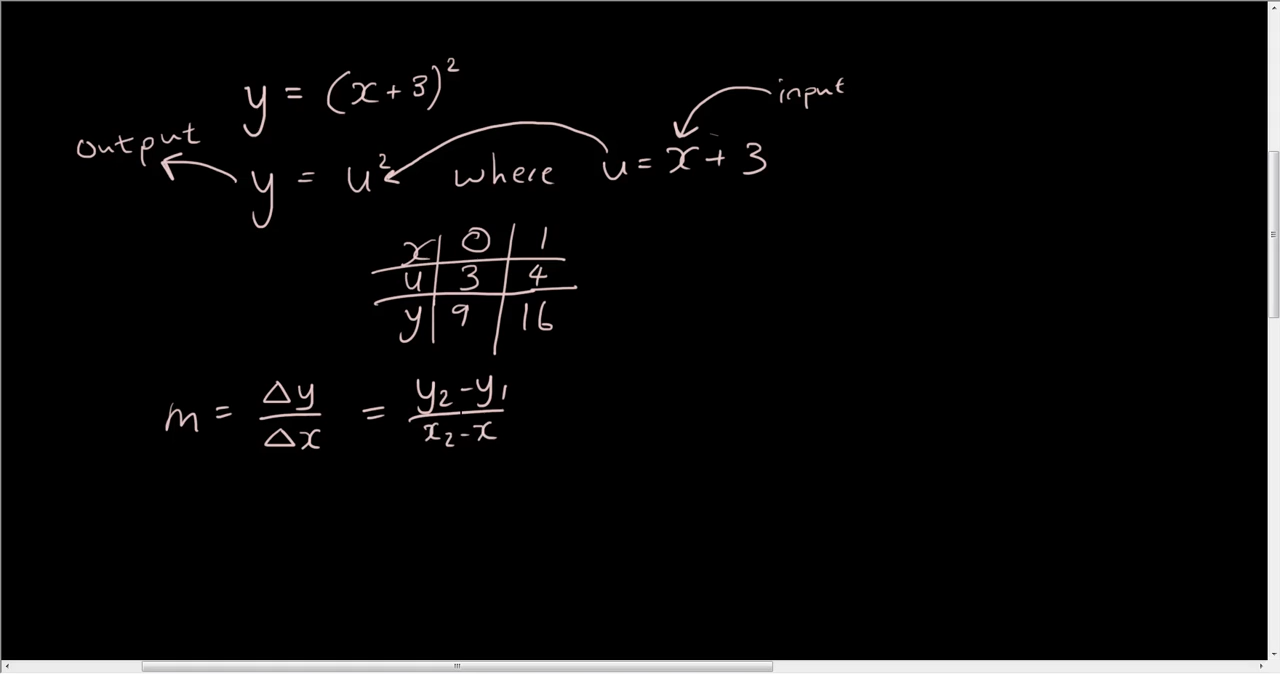 y = (x + 3)²
input
output
y = u² where u = x + 3
x 0 1
u 3 4
y 9 16
m = Δy/Δx = (y₂ - y₁)/(x₂ - x)